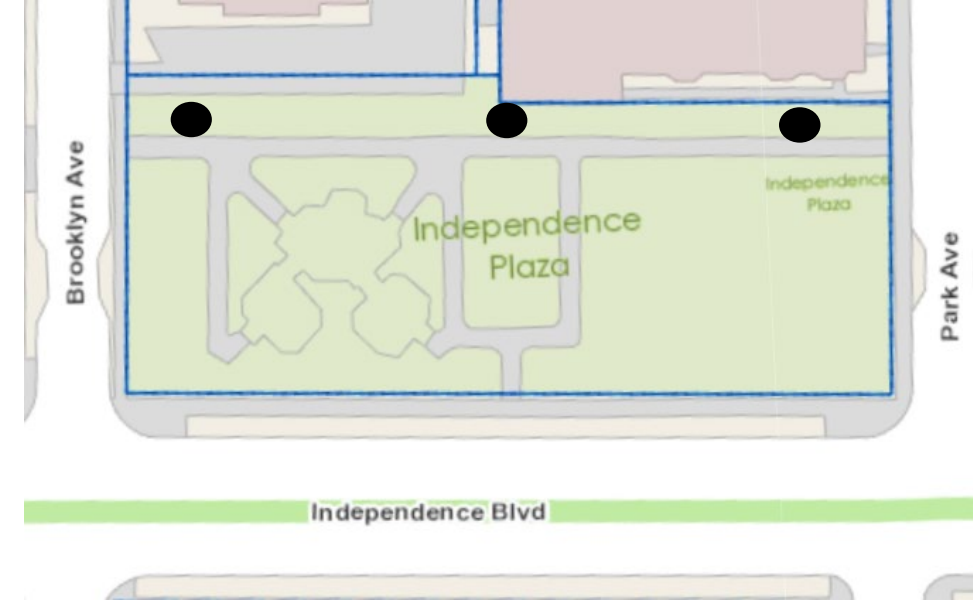 Brooklyn Ave
Independence
Plaza
Independence
Plaza
Park Ave
Independence Blvd